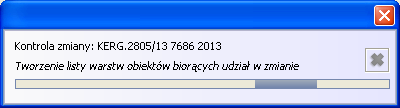 Kontrola zmiany: KERG.2805/13 7686 2013
Tworzenie listy warstw obiektów biorących udział w zmianie